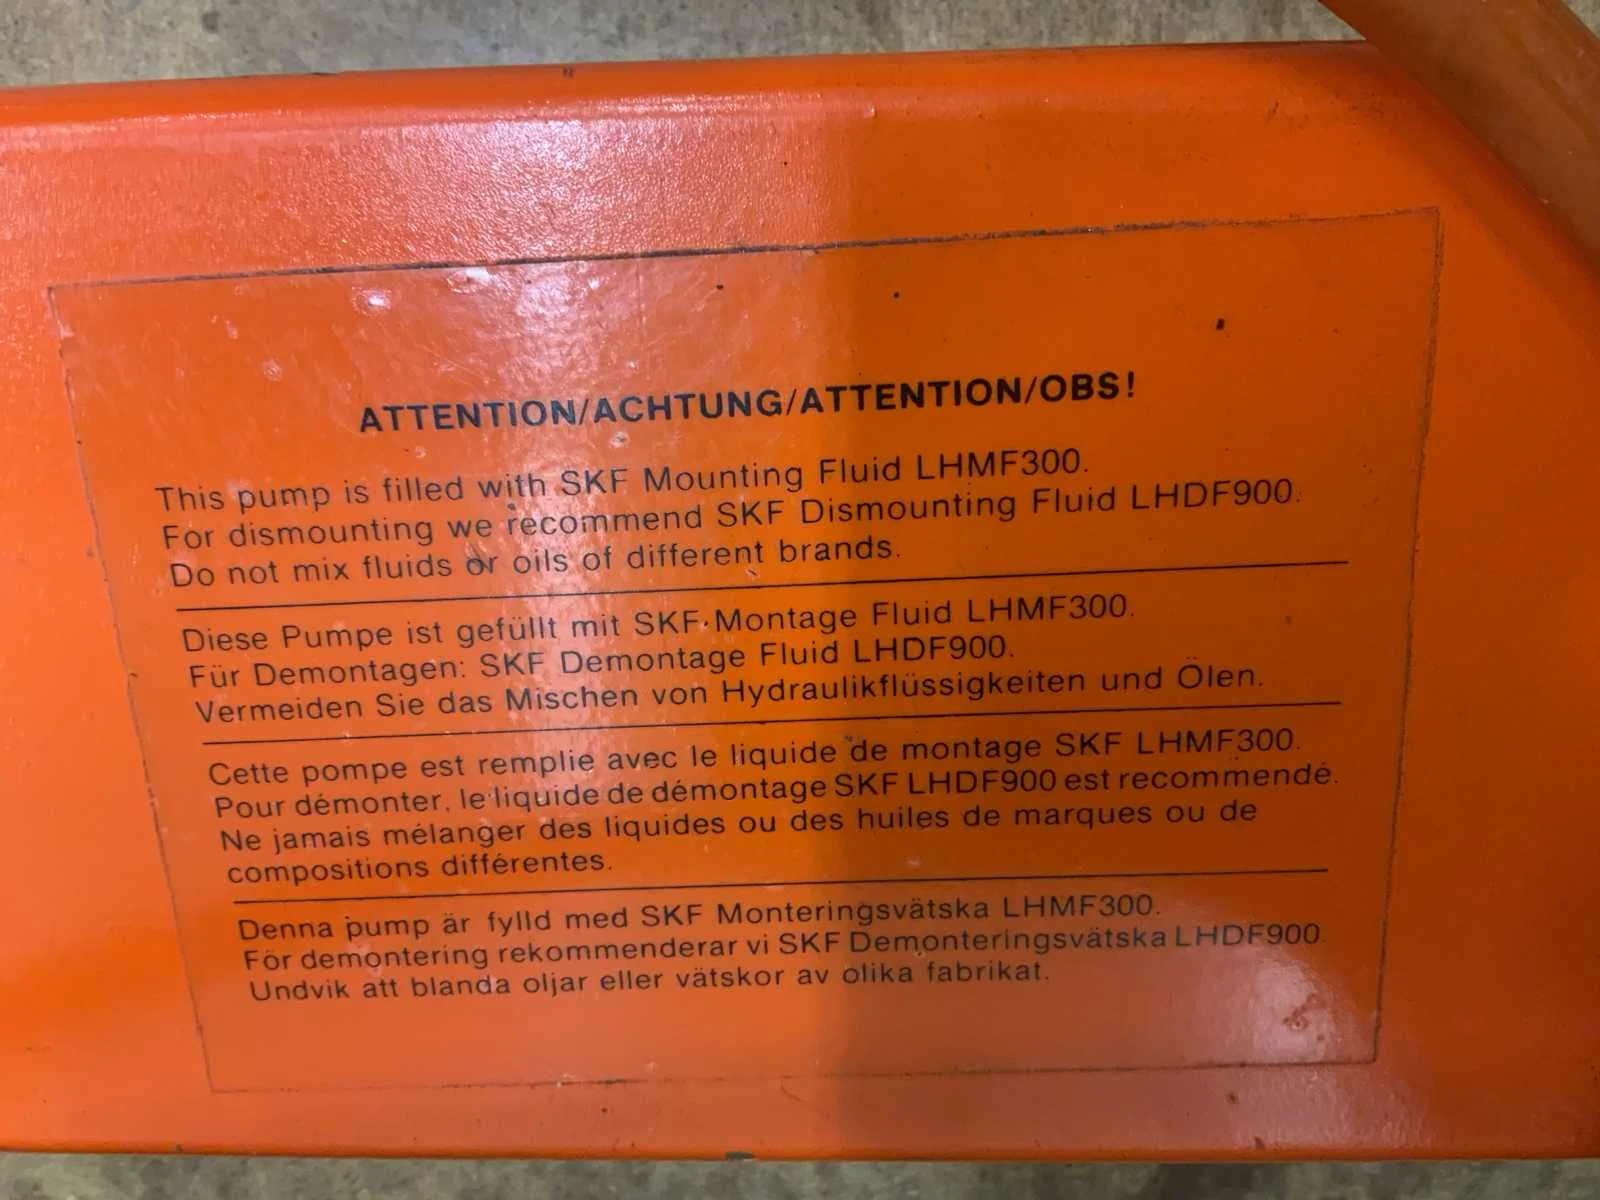 ATTENTION/ACHTUNG/ATTENTION/OBS!
This pump is filled with SKF Mounting Fluid LHMF300.
For dismounting we recommend SKF Dismounting Fluid LHDF900.
Do not mix fluids or oils of different brands.
Diese Pumpe ist gefüllt mit SKF-Montage Fluid LHMF300.
Für Demontagen: SKF Demontage Fluid LHDF900.
Vermeiden Sie das Mischen von Hydraulikflüssigkeiten und Ölen.
Cette pompe est remplie avec le liquide de montage SKF LHMF300.
Pour démonter, le liquide de démontage SKF LHDF900 est recommendé.
Ne jamais mélanger des liquides ou des huiles de marques ou de
compositions différentes.
Denna pump är fylld med SKF Monteringsvätska LHMF300.
För demontering rekommenderar vi SKF Demonteringsvätska LHDF900.
Undvik att blanda oljar eller vätskor av olika fabrikat.